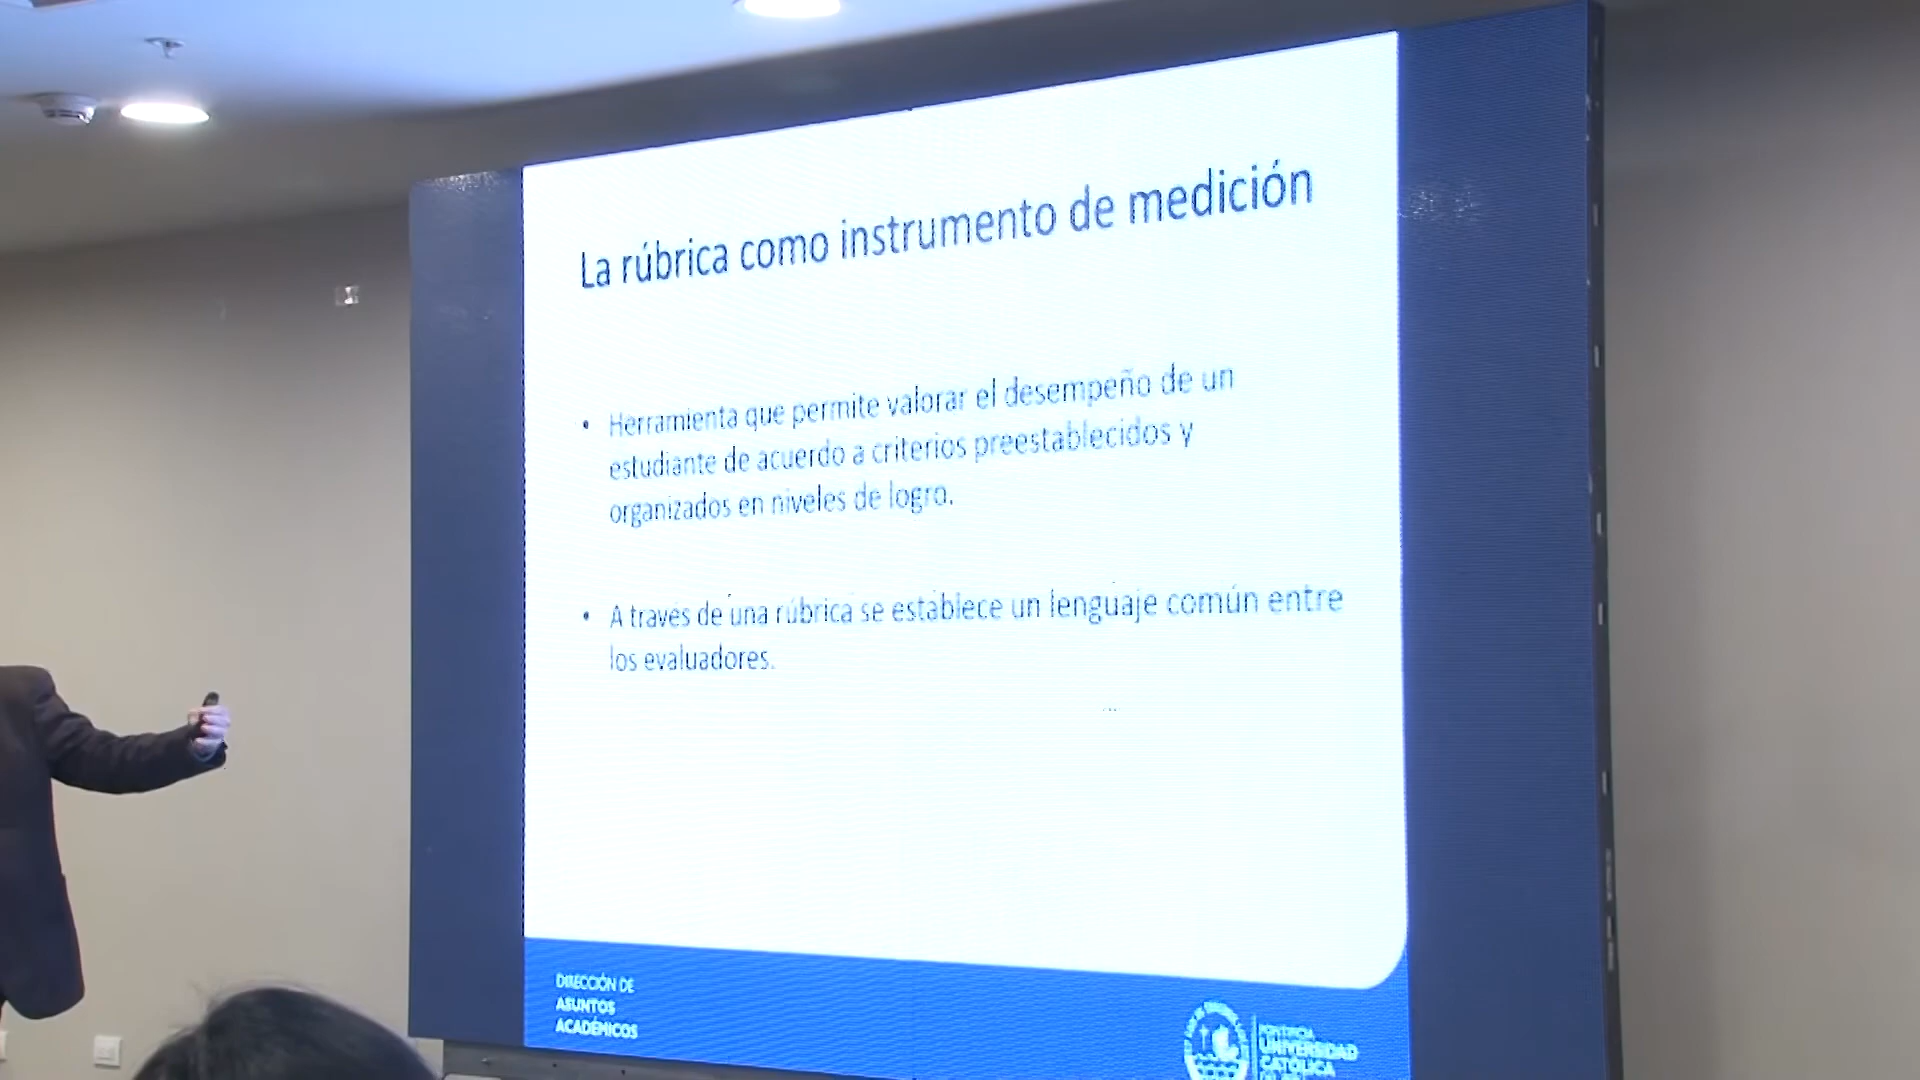 La rúbrica como instrumento de medición
• Herramienta que permite valorar el desempeño de un
estudiante de acuerdo a criterios preestablecidos y
organizados en niveles de logro.
• A través de una rúbrica se establece un lenguaje común entre
los evaluadores.
DIRECCIÓN DE
ASUNTOS
ACADÉMICOS
PONTIFICIA
UNIVERSIDAD
CATÓLICA